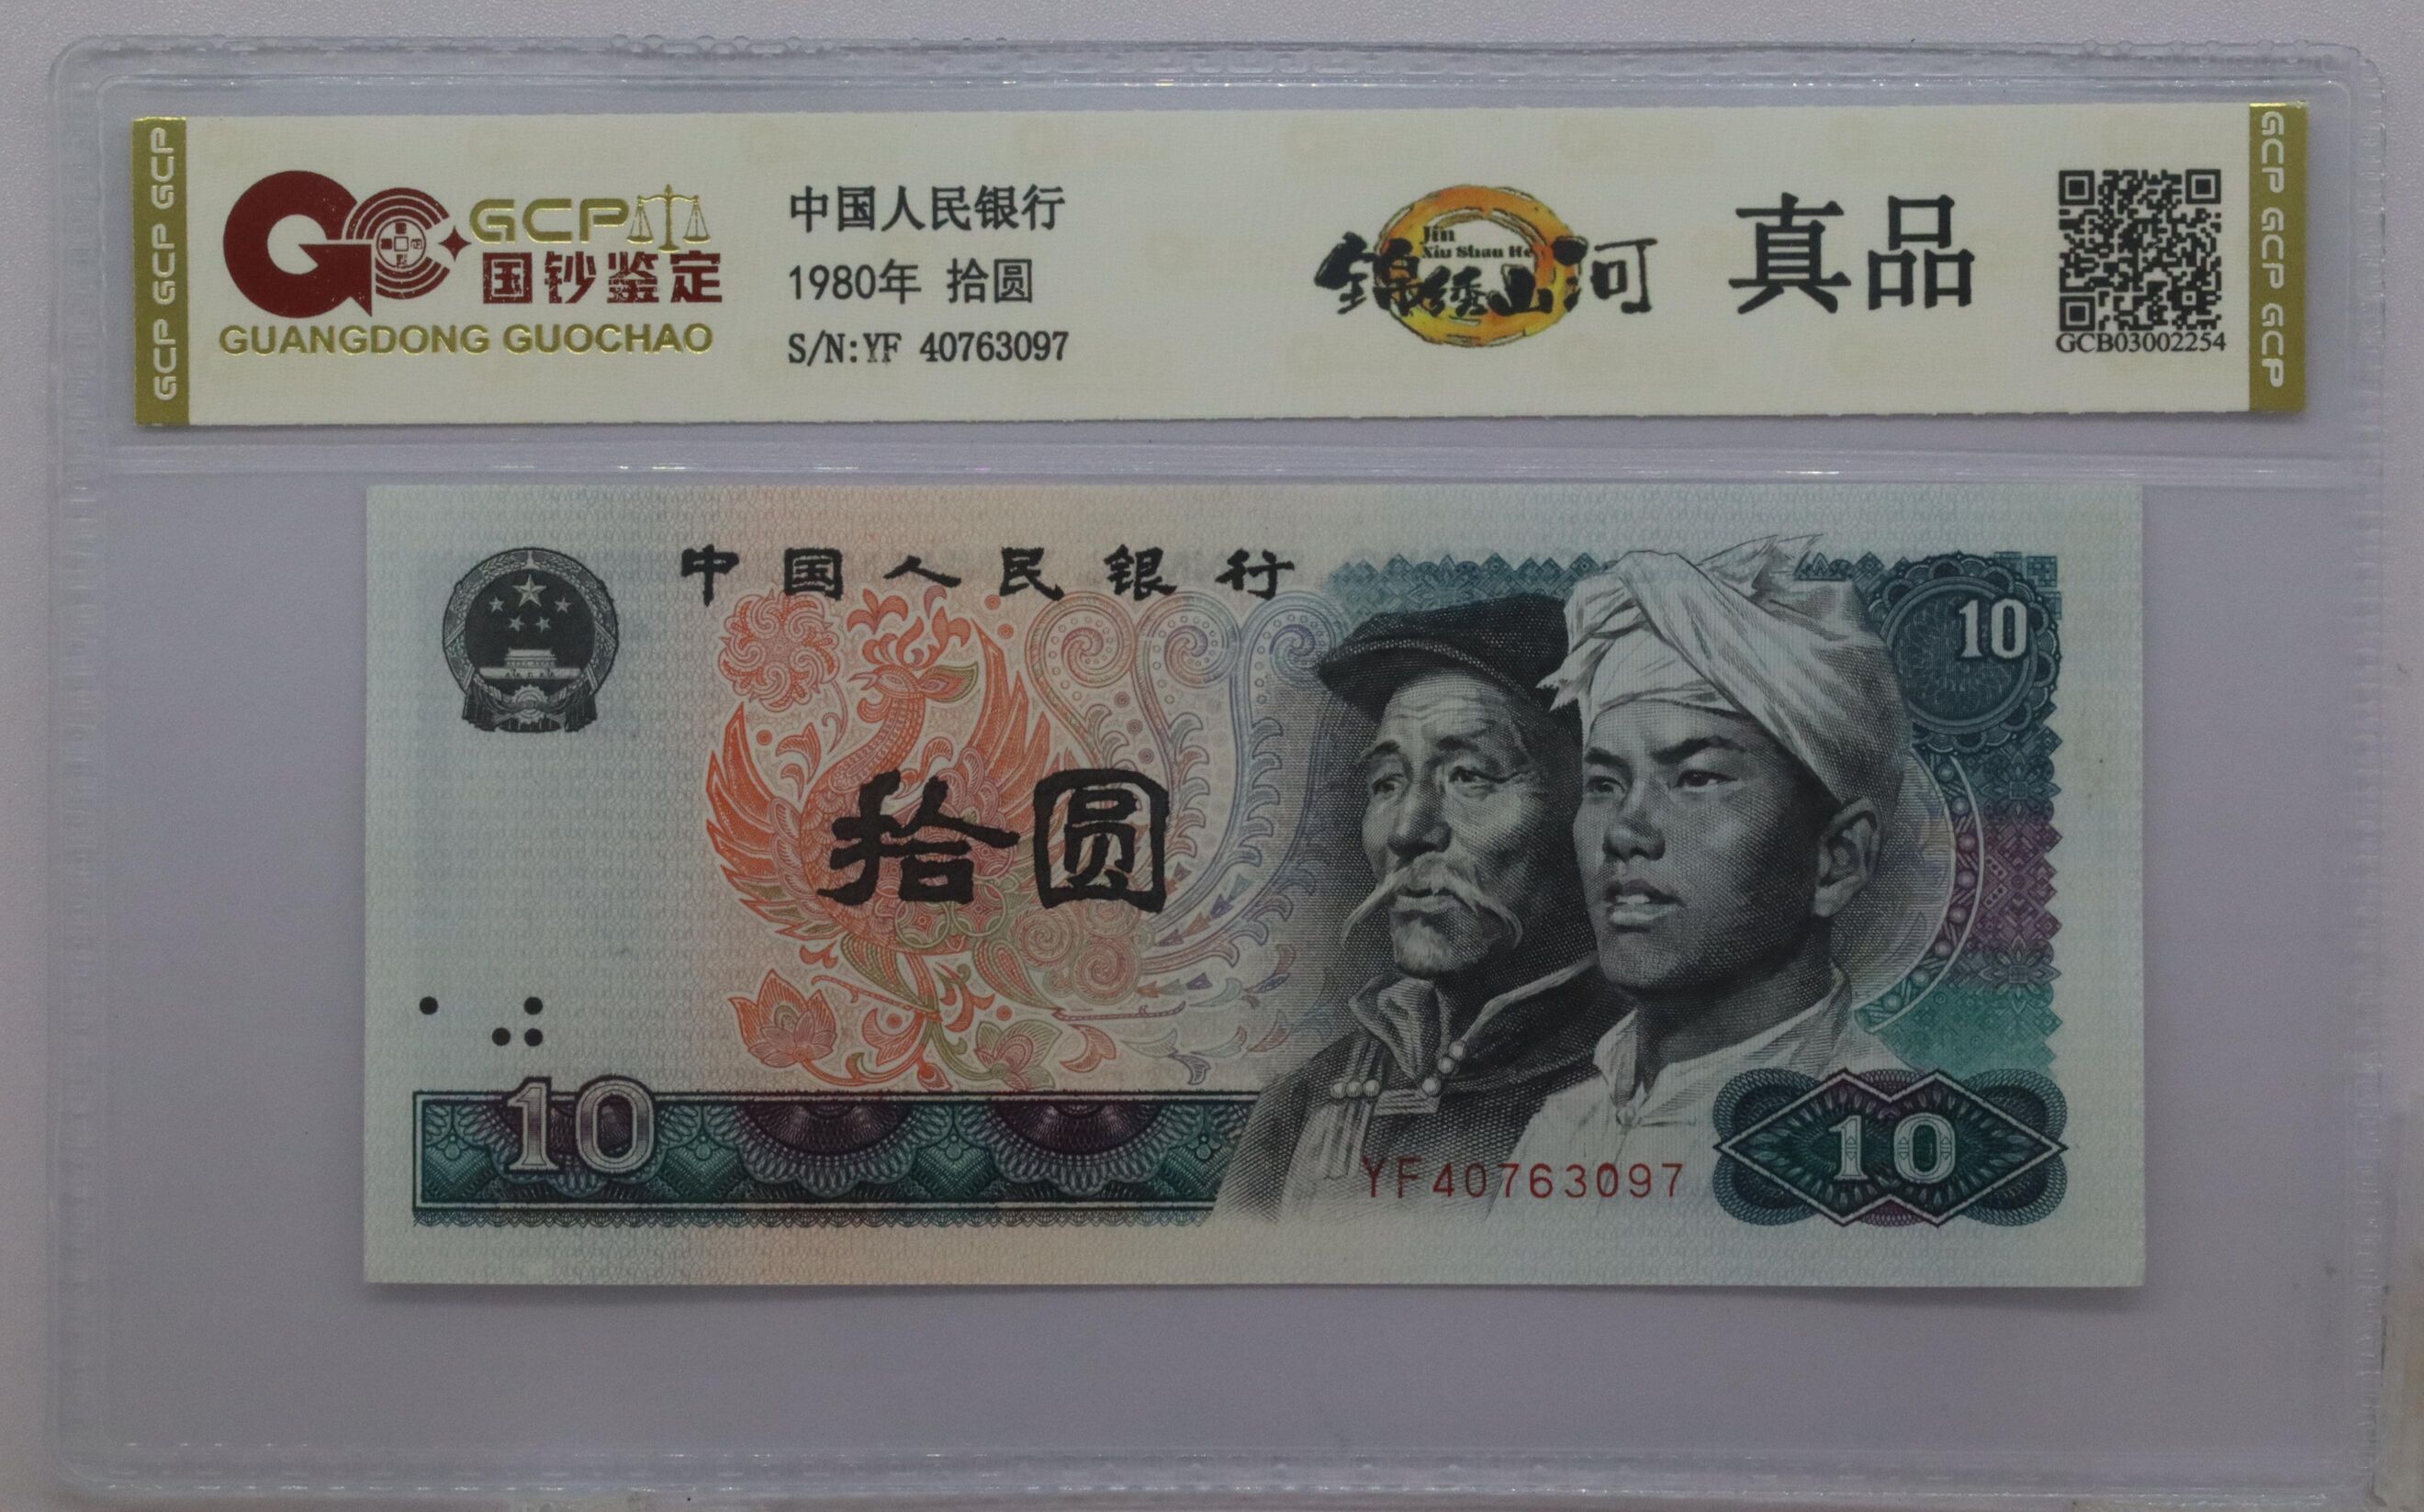 GCP GCP GCP
GCP
国钞鉴定
GUANGDONG GUOCHAO
中国人民银行
1980年 拾圆
S/N:YF 40763097
Jin
Xiu Shan He
锦绣山河
真品
GCB03002254
GCP GCP GCP
中国人民银行
10
拾圆
10
YF40763097
10